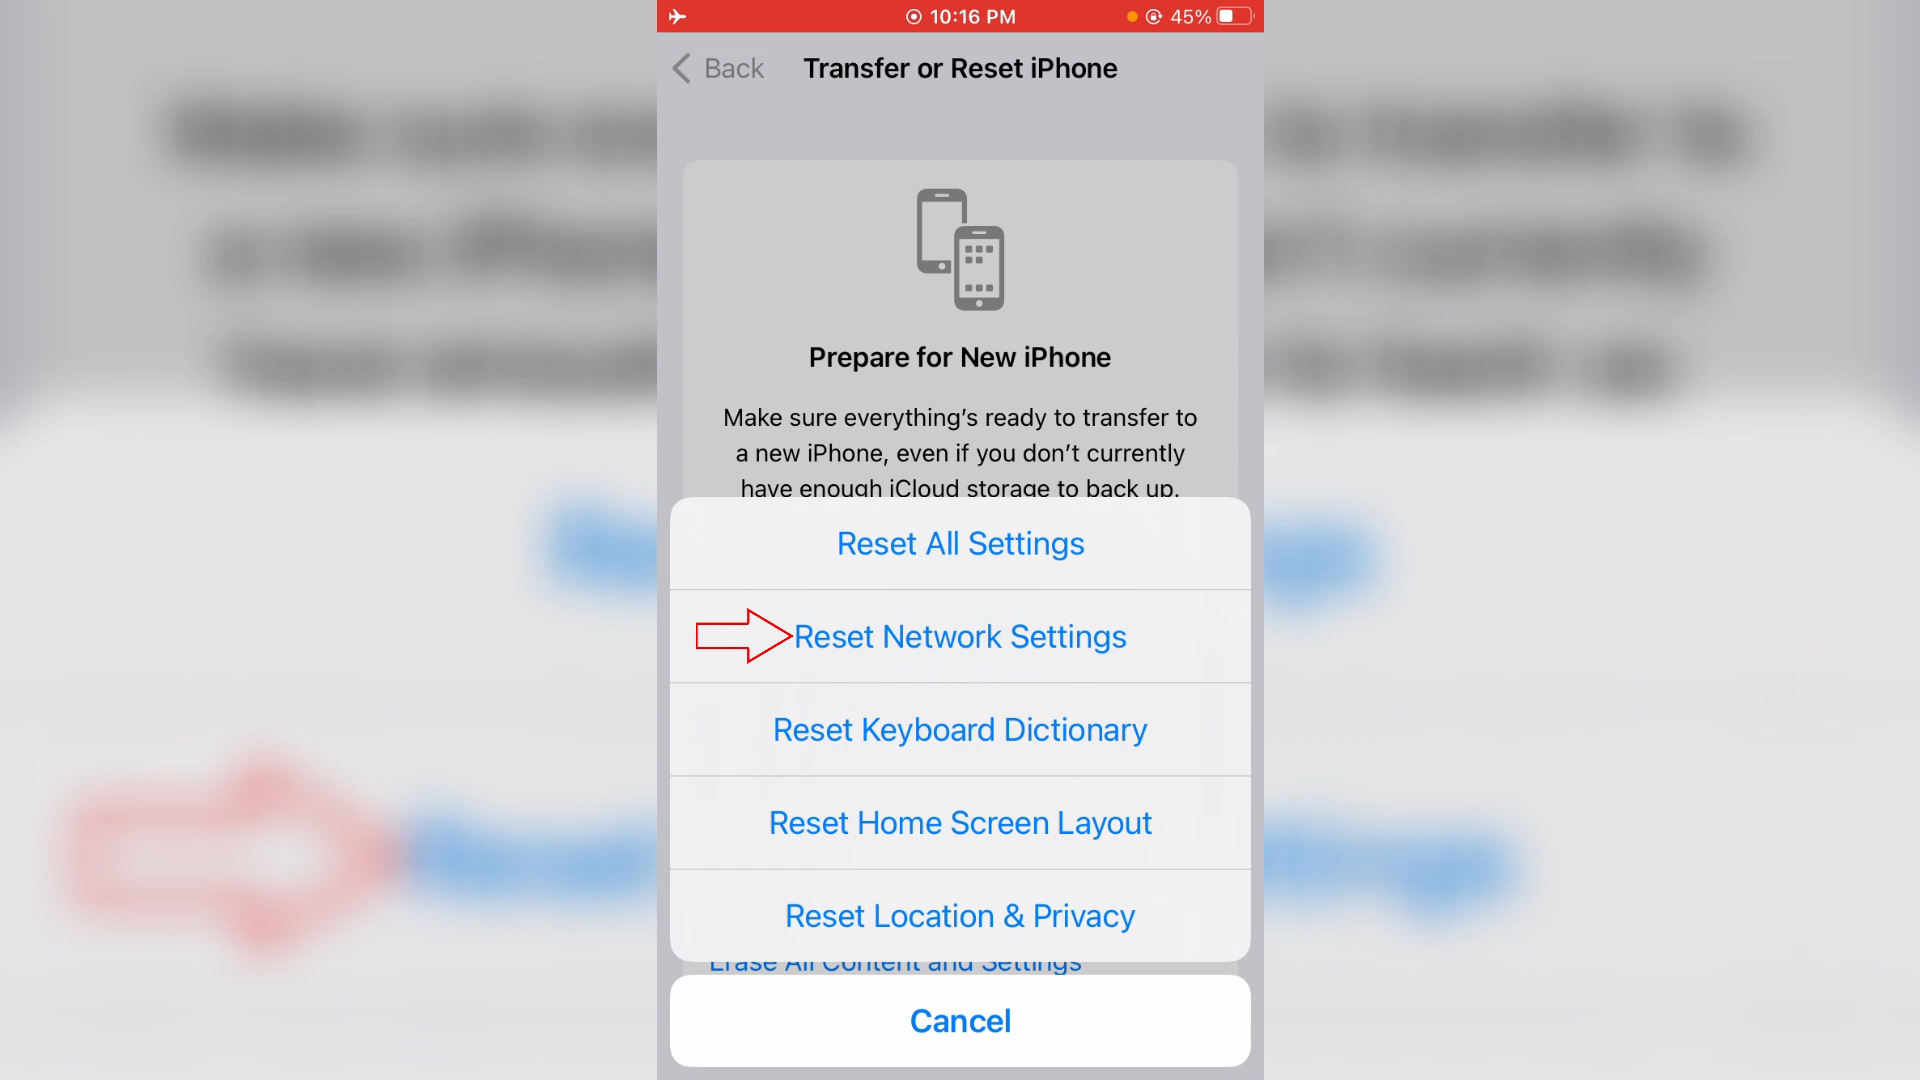 10:16 PM
45%
Back
Transfer or Reset iPhone
Prepare for New iPhone
Make sure everything's ready to transfer to
a new iPhone, even if you don't currently
have enough iCloud storage to back up.
Reset All Settings
Reset Network Settings
Reset Keyboard Dictionary
Reset Home Screen Layout
Reset Location & Privacy
Erase All Content and Settings
Cancel